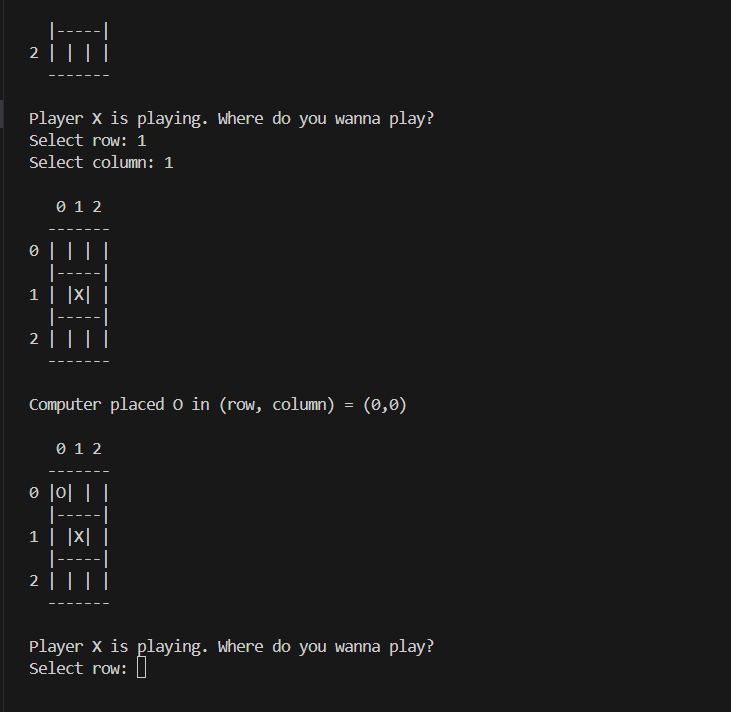 |-----|
2 | | | |
  -------
Player X is playing. Where do you wanna play?
Select row: 1
Select column: 1
   0 1 2
  -------
0 | | | |
  |-----|
1 | |X| |
  |-----|
2 | | | |
  -------
Computer placed O in (row, column) = (0,0)
   0 1 2
  -------
0 |O| | |
  |-----|
1 | |X| |
  |-----|
2 | | | |
  -------
Player X is playing. Where do you wanna play?
Select row: